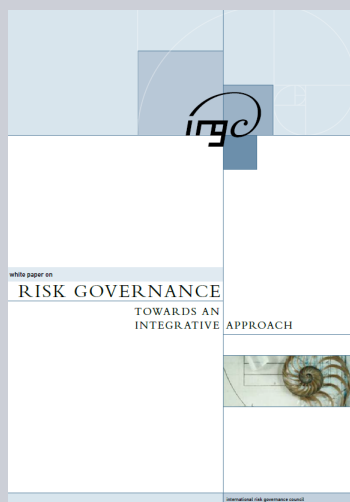 irgc
white paper on
RISK GOVERNANCE
TOWARDS AN
INTEGRATIVE APPROACH
international risk governance council